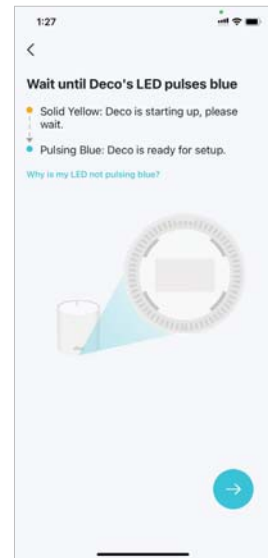 1:27
Wait until Deco's LED pulses blue
Solid Yellow: Deco is starting up, please
wait.
Pulsing Blue: Deco is ready for setup.
Why is my LED not pulsing blue?